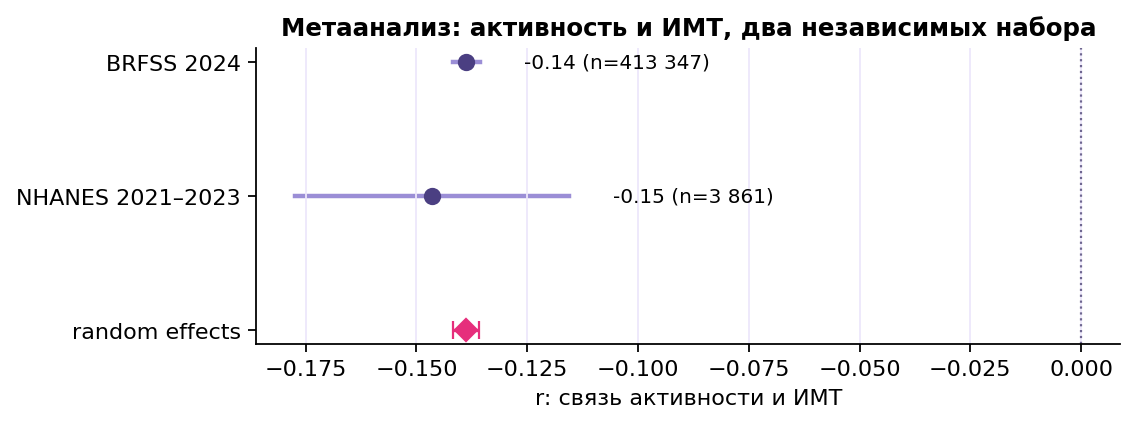 Метаанализ: активность и ИМТ, два независимых набора
BRFSS 2024
-0.14 (n=413 347)
NHANES 2021–2023
-0.15 (n=3 861)
random effects
−0.175 −0.150 −0.125 −0.100 −0.075 −0.050 −0.025 0.000
r: связь активности и ИМТ